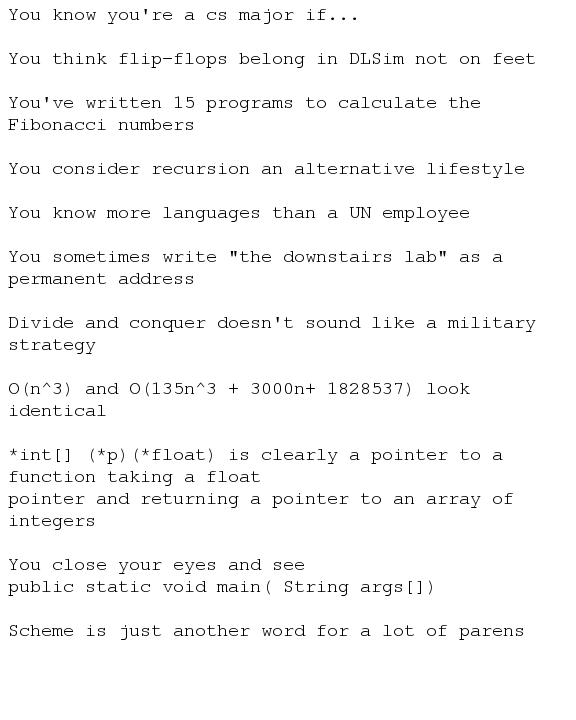 You know you're a cs major if...
You think flip-flops belong in DLSim not on feet
You've written 15 programs to calculate the
Fibonacci numbers
You consider recursion an alternative lifestyle
You know more languages than a UN employee
You sometimes write "the downstairs lab" as a
permanent address
Divide and conquer doesn't sound like a military
strategy
O(n^3) and O(135n^3 + 3000n+ 1828537) look
identical
*int[] (*p)(*float) is clearly a pointer to a
function taking a float
pointer and returning a pointer to an array of
integers
You close your eyes and see
public static void main( String args[])
Scheme is just another word for a lot of parens